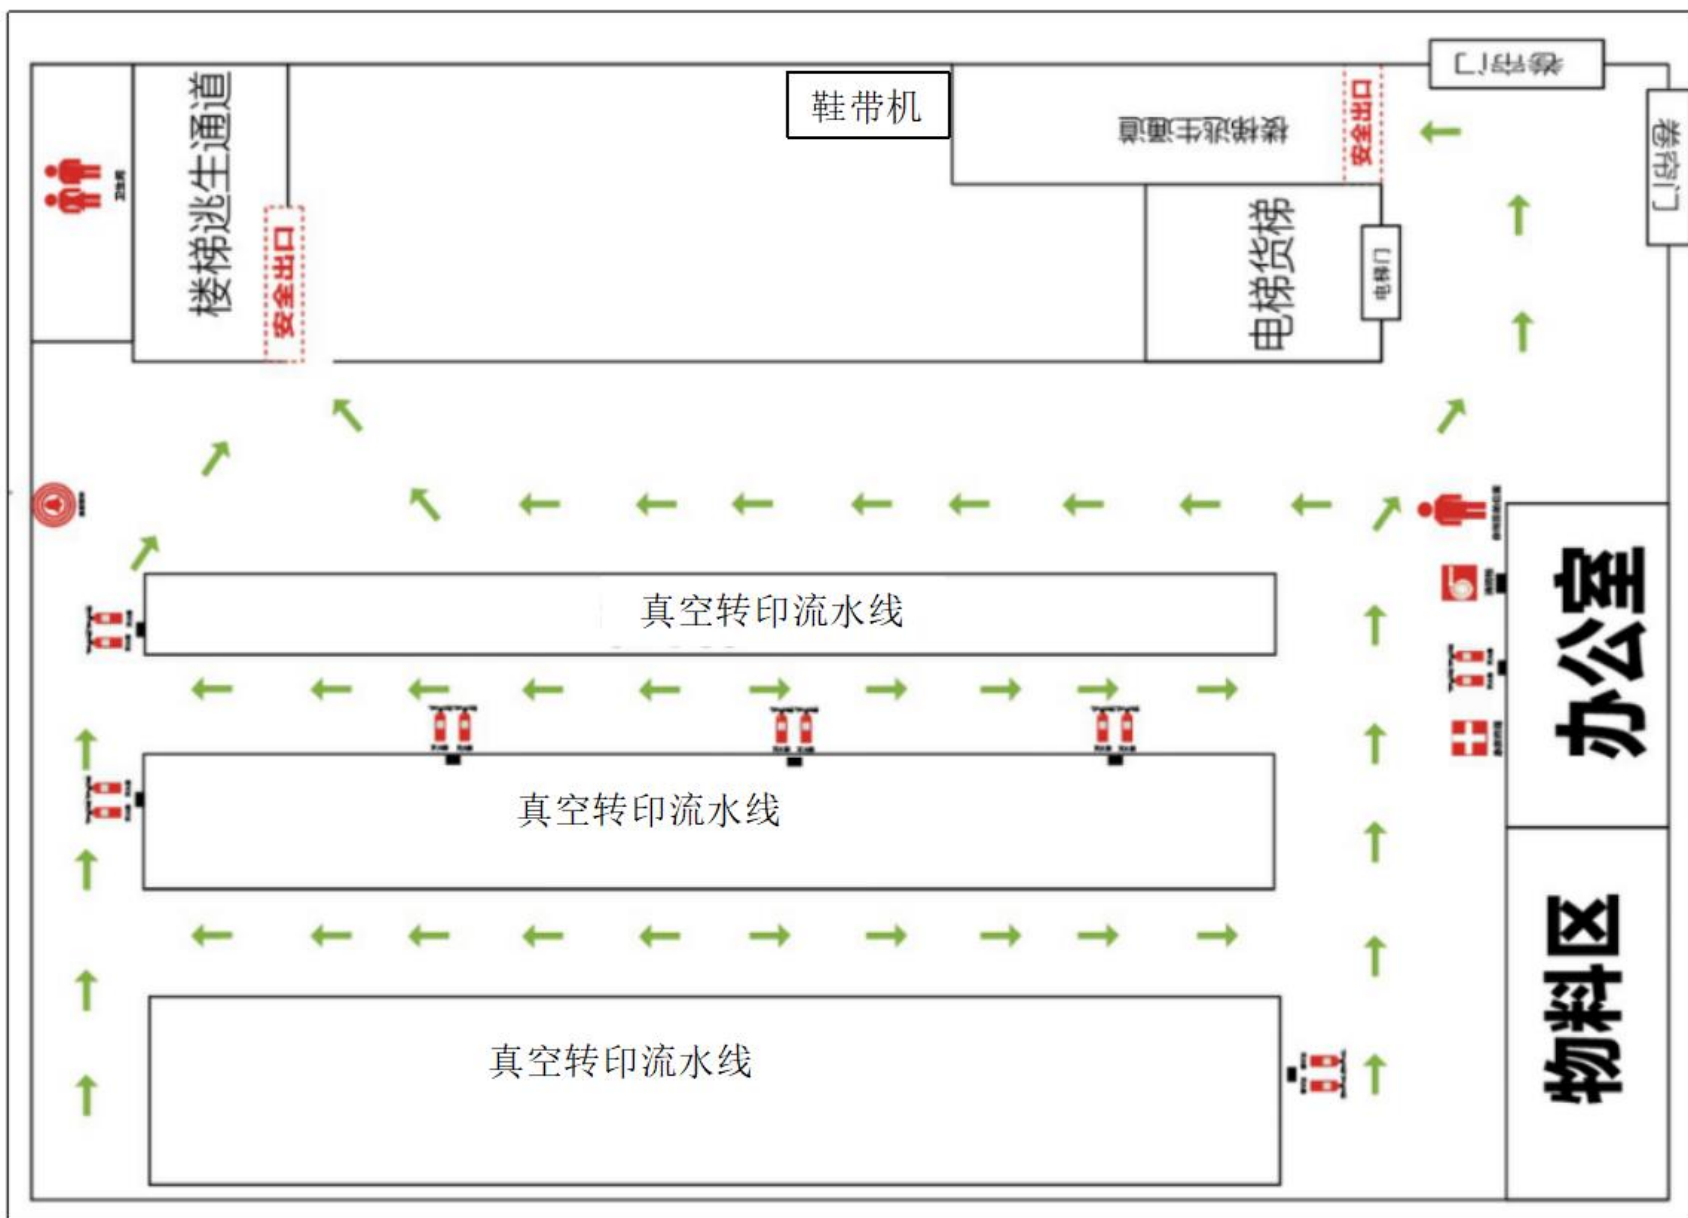 卷帘门
鞋带机
楼梯逃生通道
安全出口
卷帘门
卫生间
楼梯逃生通道
安全出口
电梯货梯
电梯门
真空转印流水线
办公室
真空转印流水线
物料区
真空转印流水线